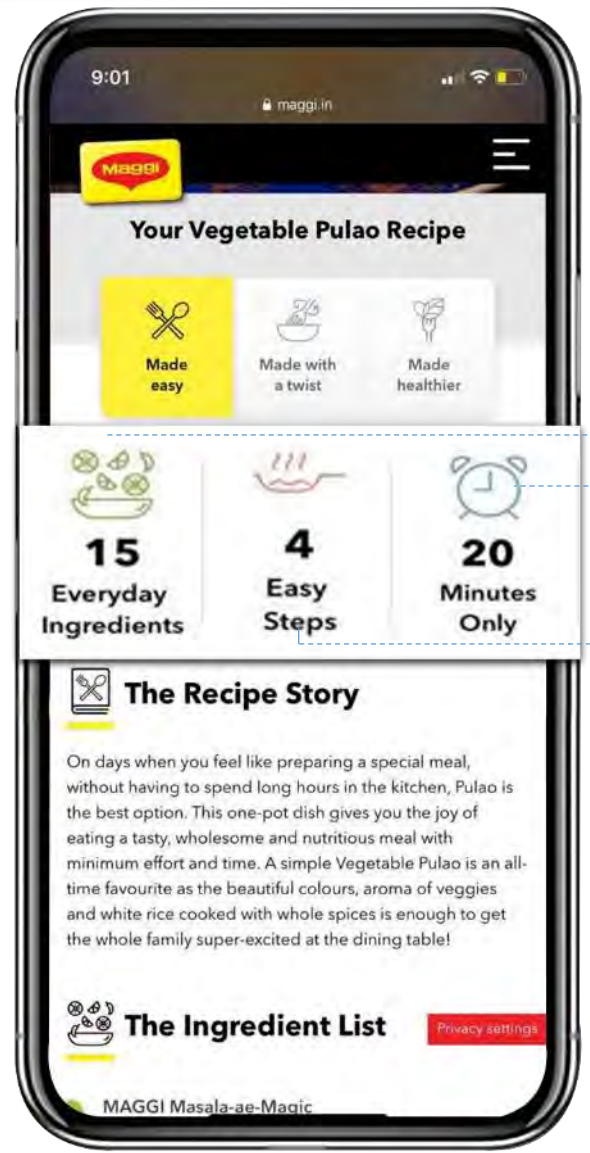 9:01
maggi.in
Maggi
Your Vegetable Pulao Recipe
Made
easy
Made with
a twist
Made
healthier
15
Everyday
Ingredients
4
Easy
Steps
20
Minutes
Only
The Recipe Story
On days when you feel like preparing a special meal,
without having to spend long hours in the kitchen, Pulao is
the best option. This one-pot dish gives you the joy of
eating a tasty, wholesome and nutritious meal with
minimum effort and time. A simple Vegetable Pulao is an all-
time favourite as the beautiful colours, aroma of veggies
and white rice cooked with whole spices is enough to get
the whole family super-excited at the dining table!
The Ingredient List
Privacy settings
MAGGI Masala-ae-Magic